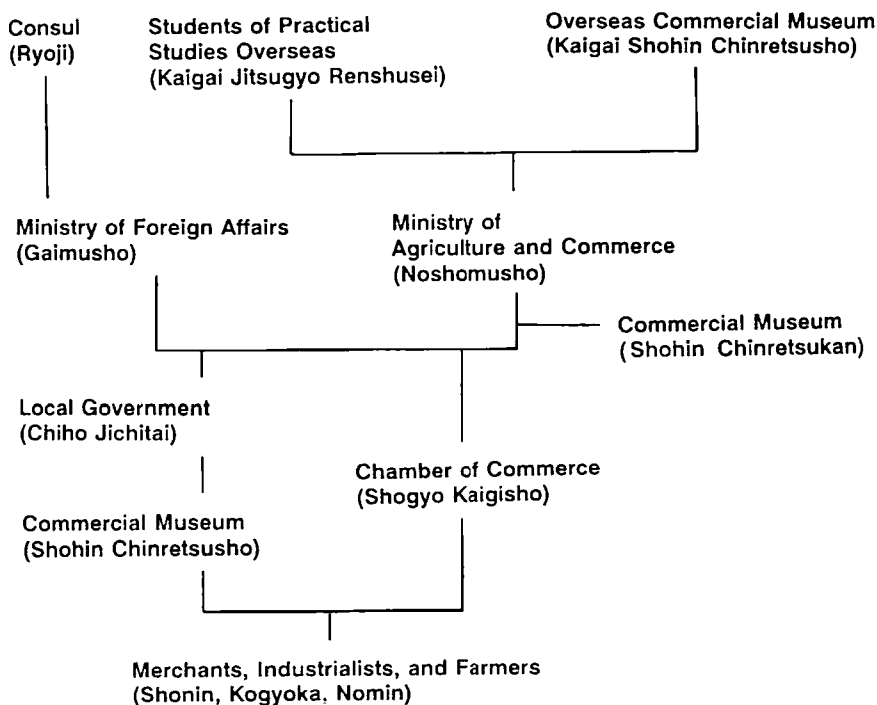 Consul
(Ryoji)
Students of Practical
Studies Overseas
(Kaigai Jitsugyo Renshusei)
Overseas Commercial Museum
(Kaigai Shohin Chinretsusho)
Ministry of Foreign Affairs
(Gaimusho)
Ministry of
Agriculture and Commerce
(Noshomusho)
Commercial Museum
(Shohin Chinretsukan)
Local Government
(Chiho Jichitai)
Chamber of Commerce
(Shogyo Kaigisho)
Commercial Museum
(Shohin Chinretsusho)
Merchants, Industrialists, and Farmers
(Shonin, Kogyoka, Nomin)